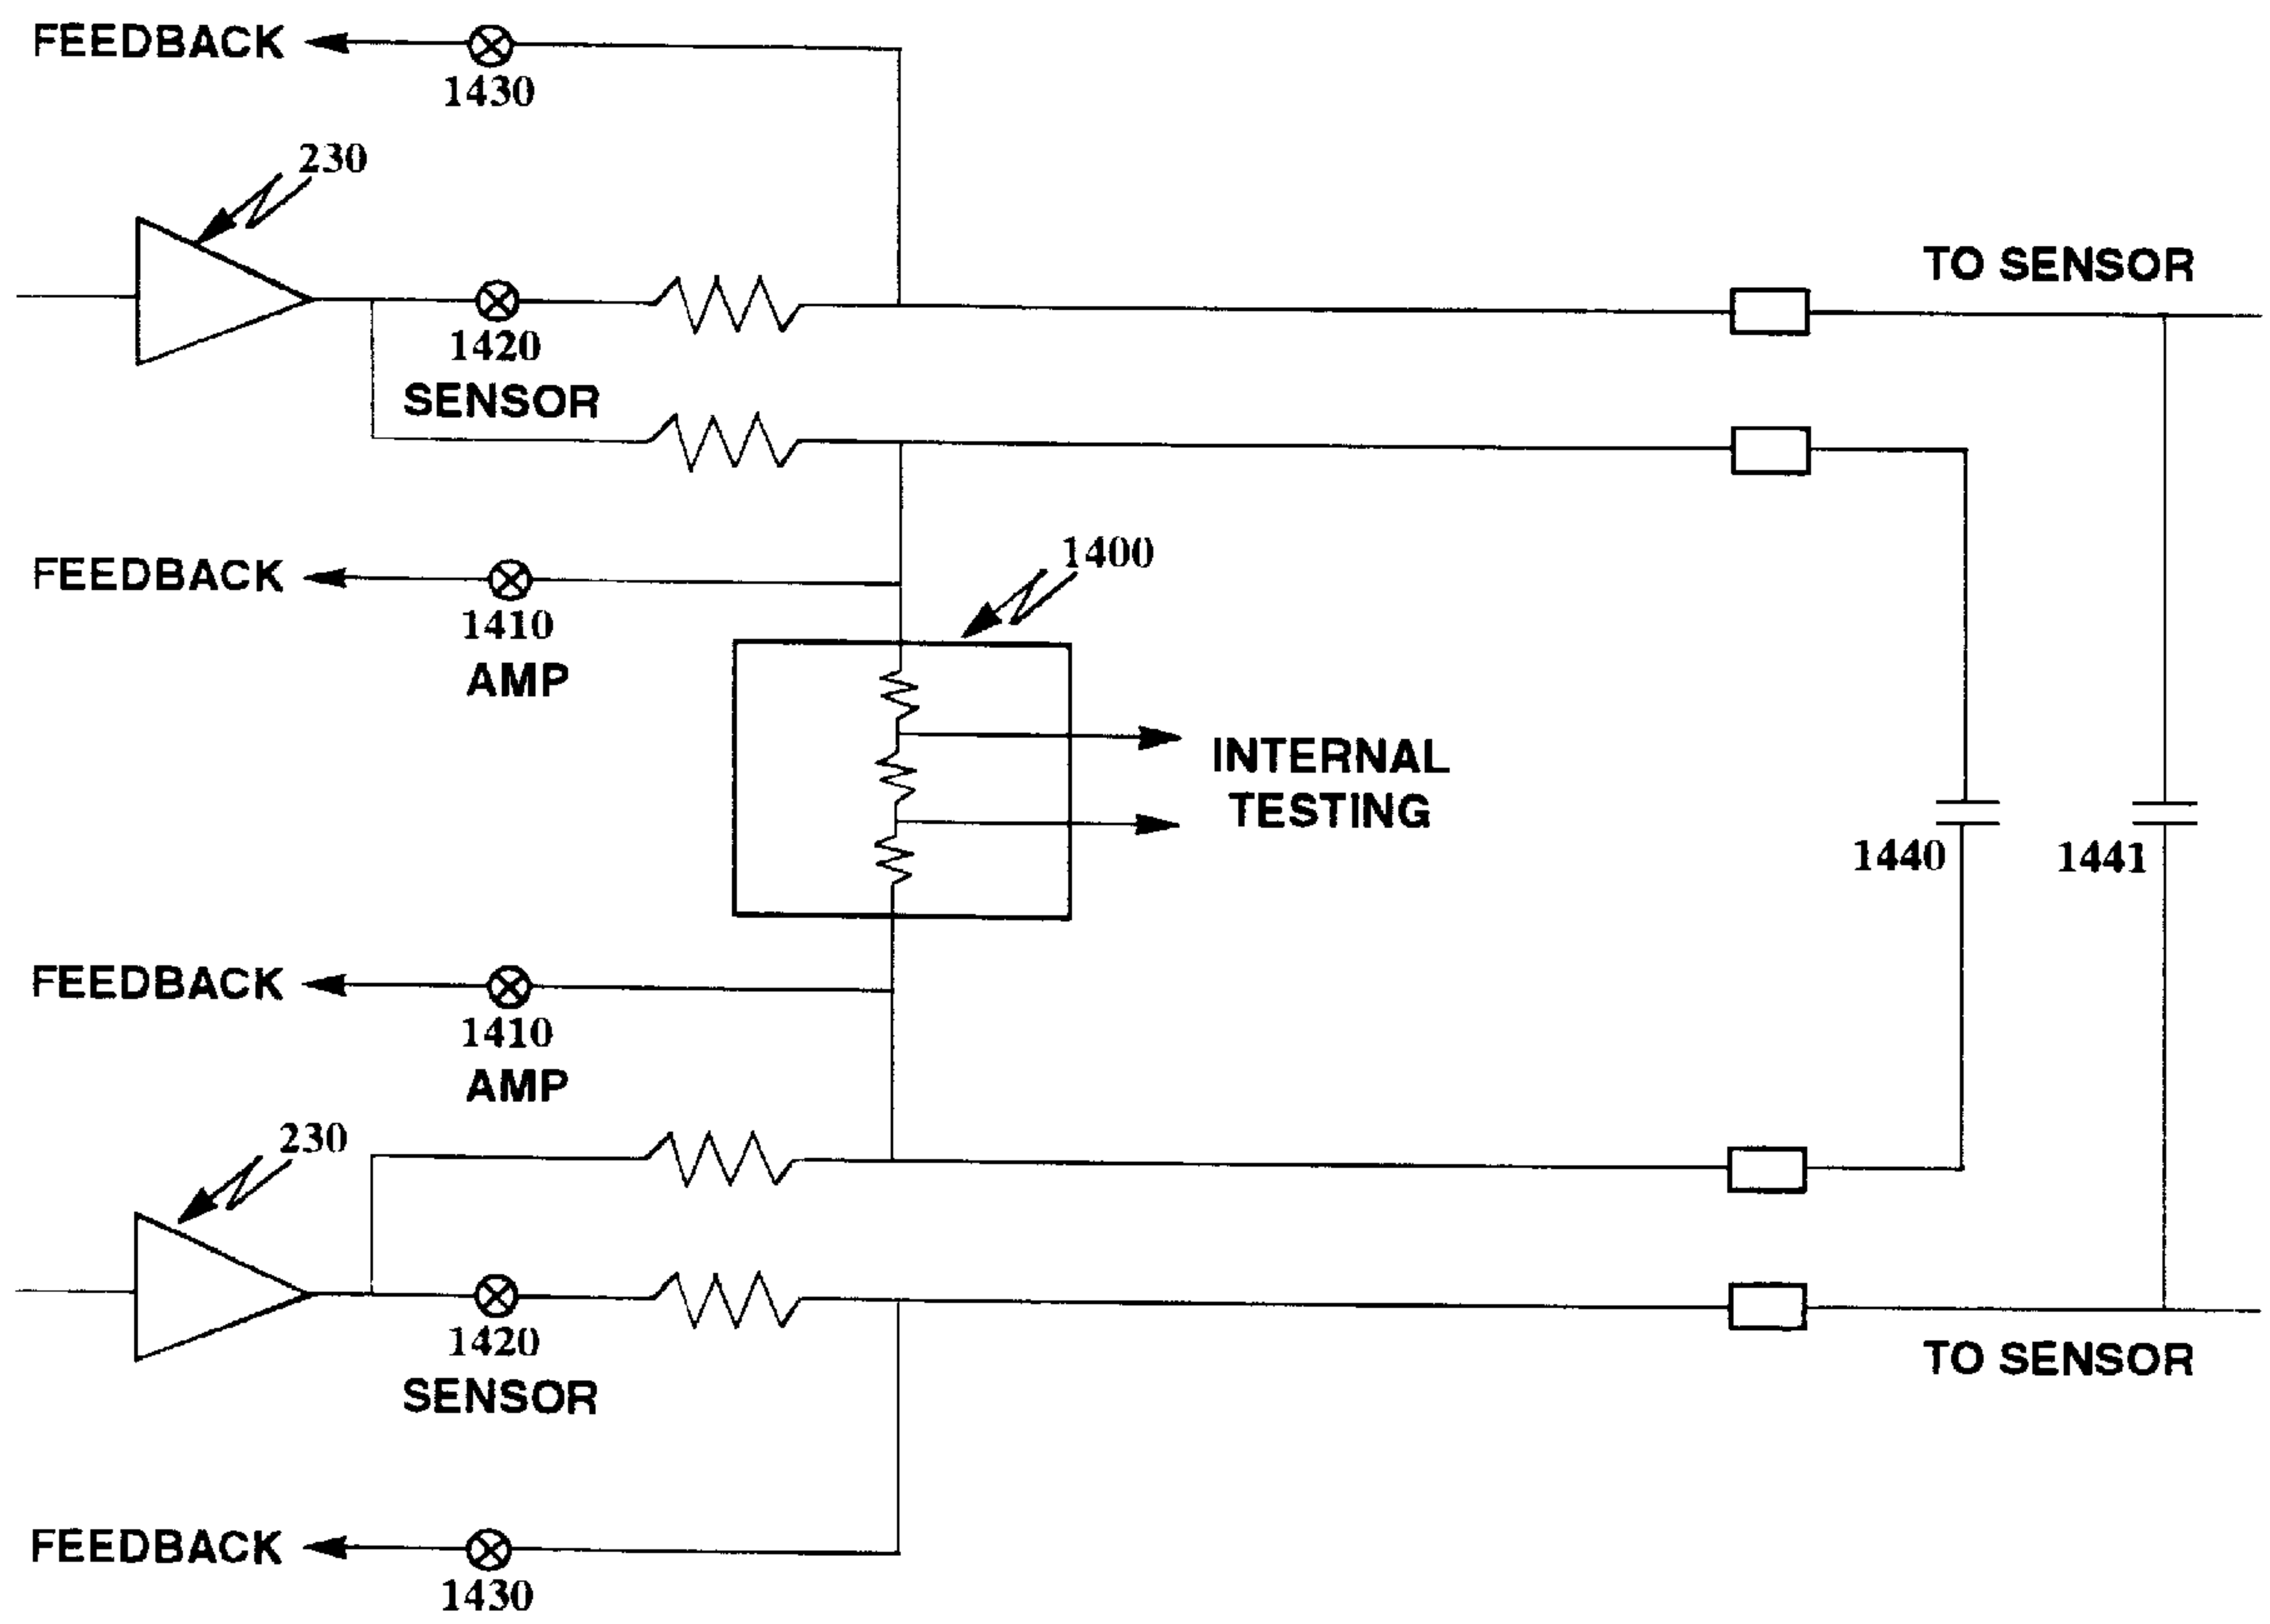 FEEDBACK
1430
230
TO SENSOR
1420
SENSOR
FEEDBACK
1400
1410
AMP
INTERNAL
TESTING
1440
1441
FEEDBACK
1410
AMP
230
1420
TO SENSOR
SENSOR
FEEDBACK
1430